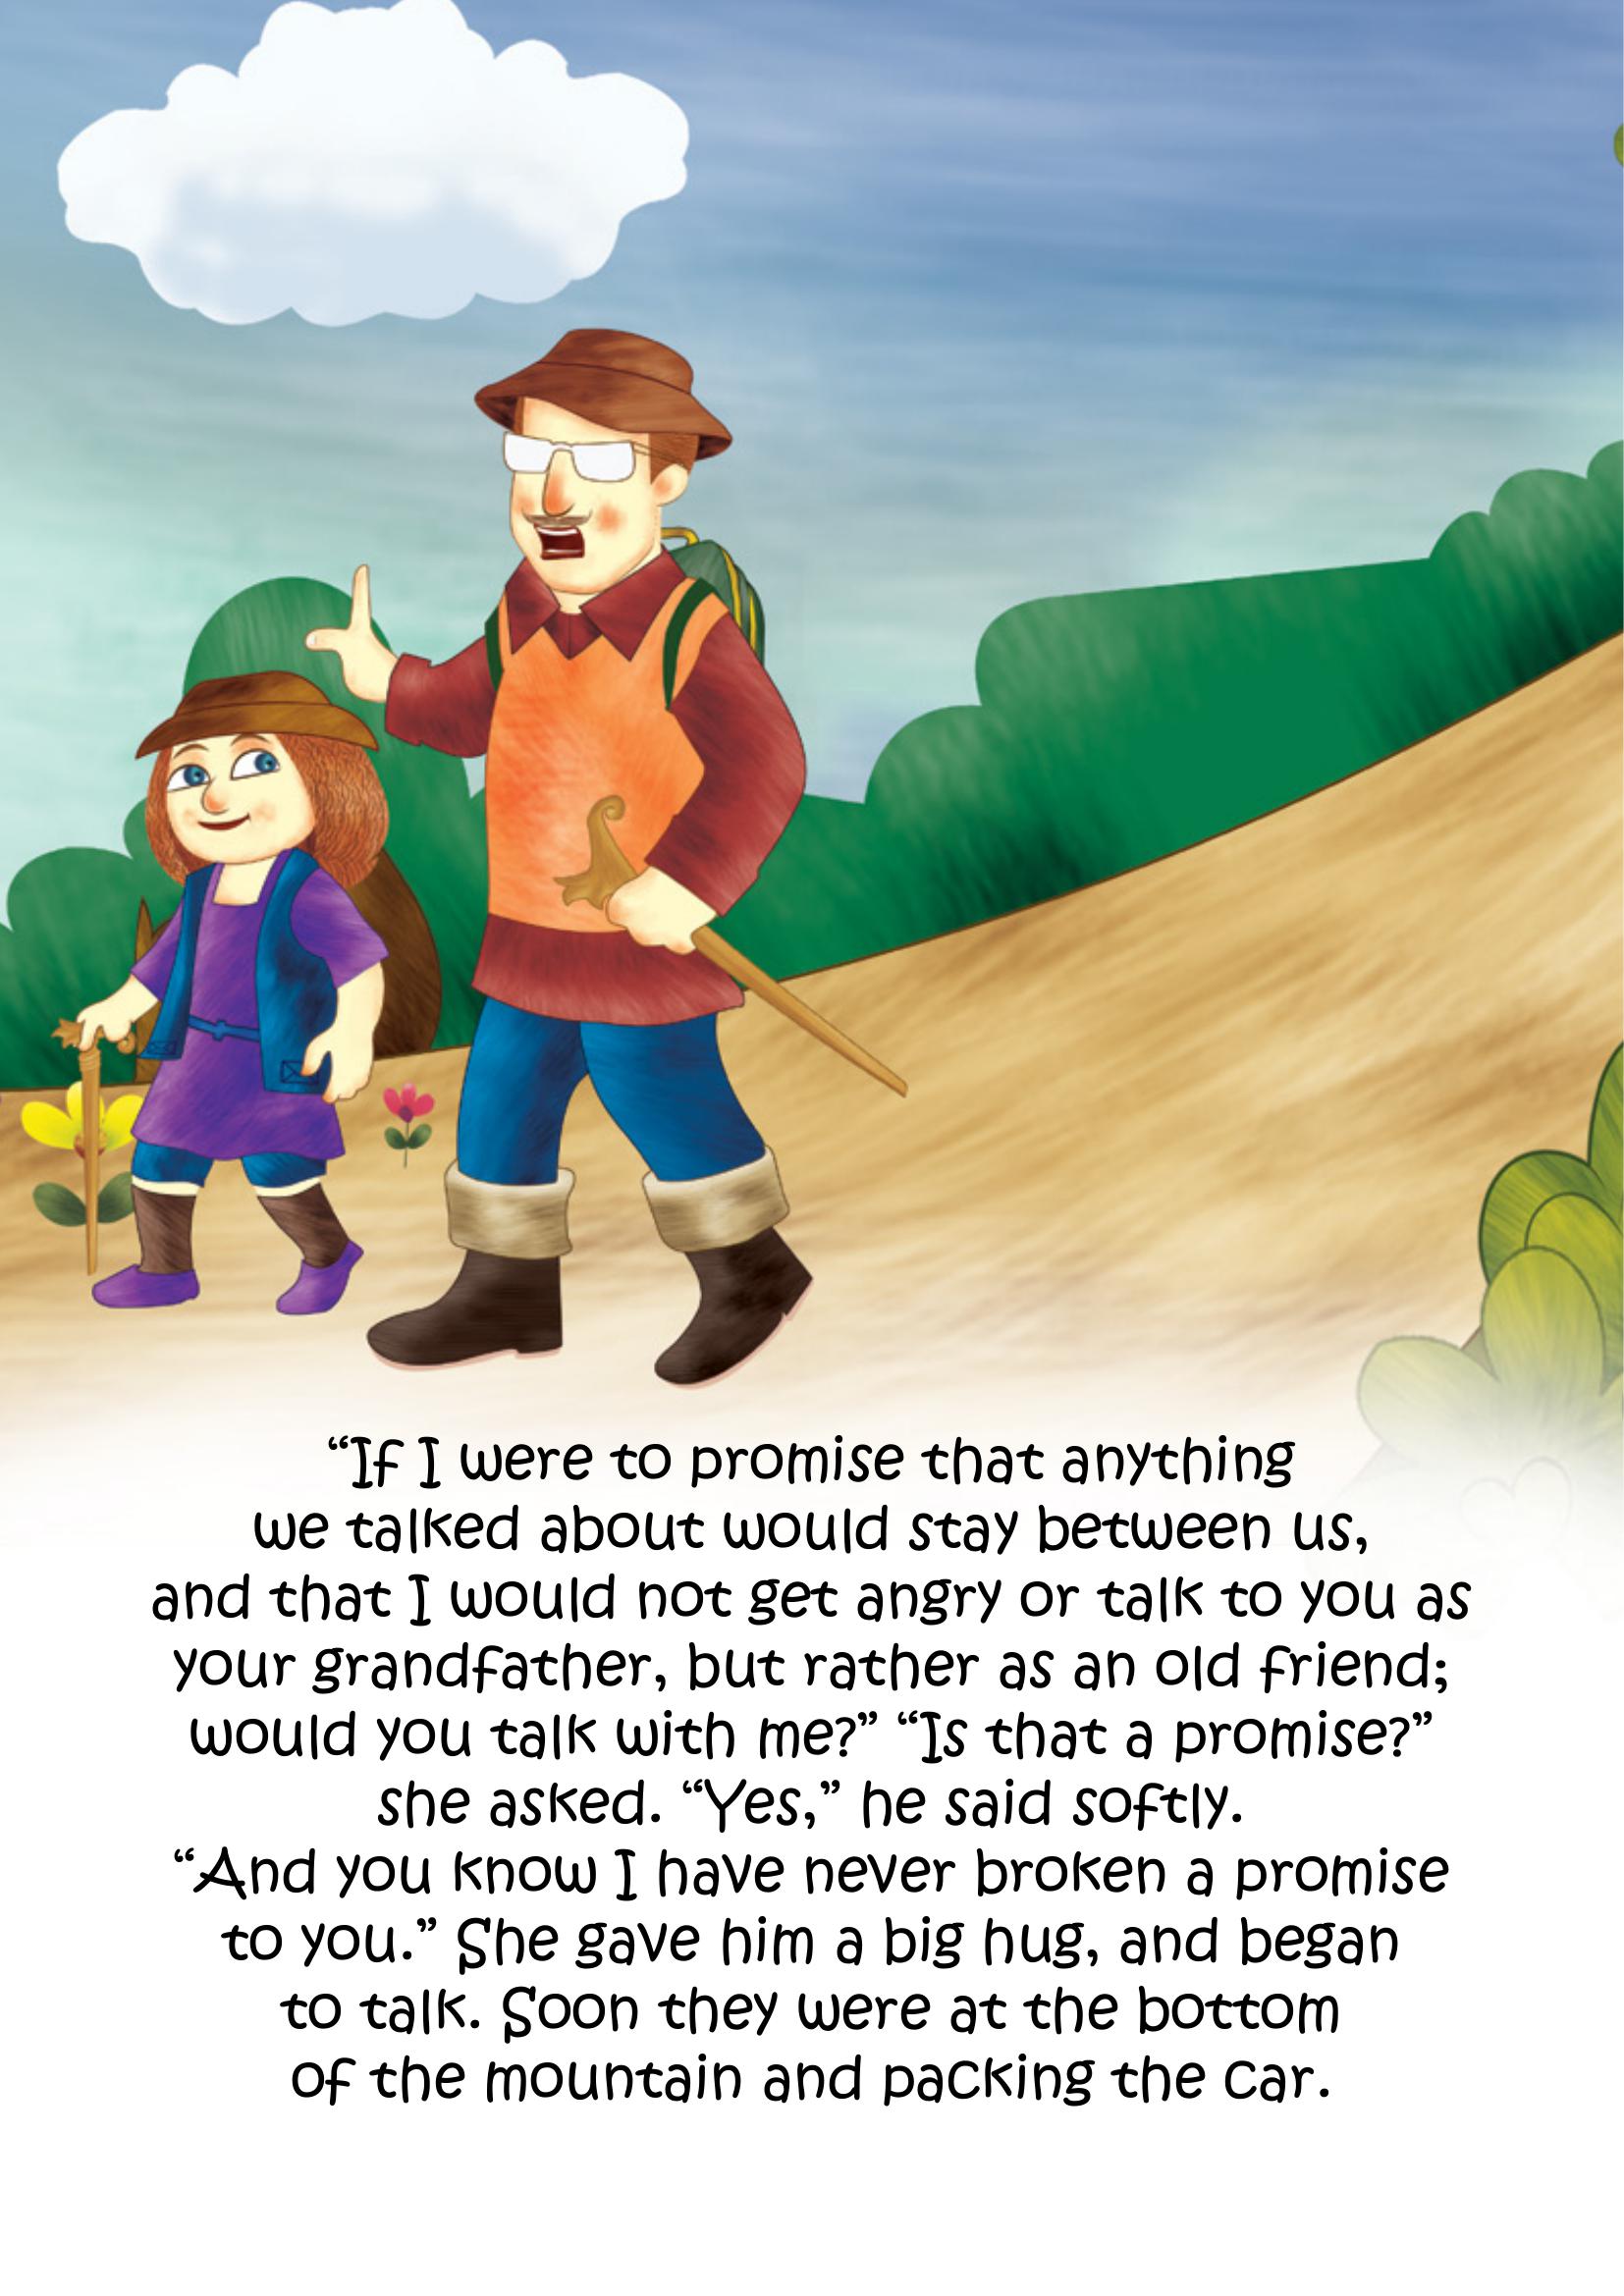 “If I were to promise that anything
we talked about would stay between us,
and that I would not get angry or talk to you as
your grandfather, but rather as an old friend;
would you talk with me?” “Is that a promise?”
she asked. “Yes,” he said softly.
“And you know I have never broken a promise
to you.” She gave him a big hug, and began
to talk. Soon they were at the bottom
of the mountain and packing the car.